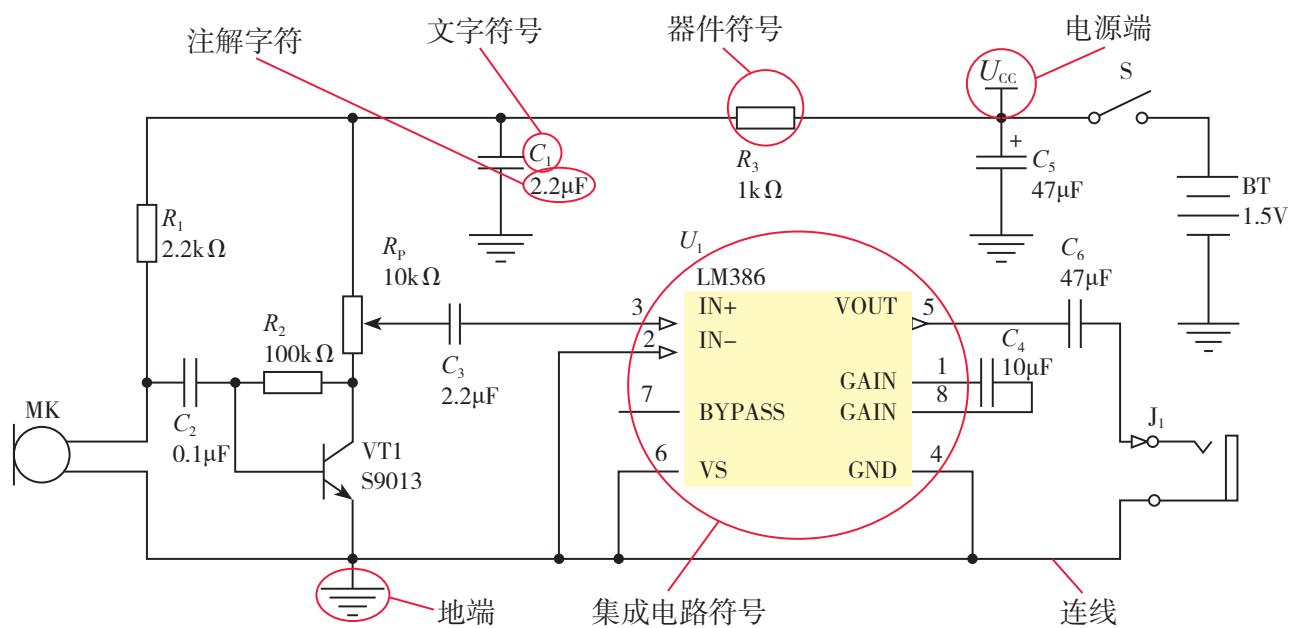 注解字符
文字符号
器件符号
电源端
U_CC
S
C₁
2.2μF
R₃
1kΩ
+
C₅
47μF
BT
1.5V
R₁
2.2kΩ
R_P
10kΩ
U₁
LM386
C₆
47μF
3
IN+
VOUT
5
2
IN-
R₂
100kΩ
C₃
2.2μF
C₄
10μF
1
GAIN
8
GAIN
7
BYPASS
MK
C₂
0.1μF
VT1
S9013
J₁
6
VS
GND
4
地端
集成电路符号
连线